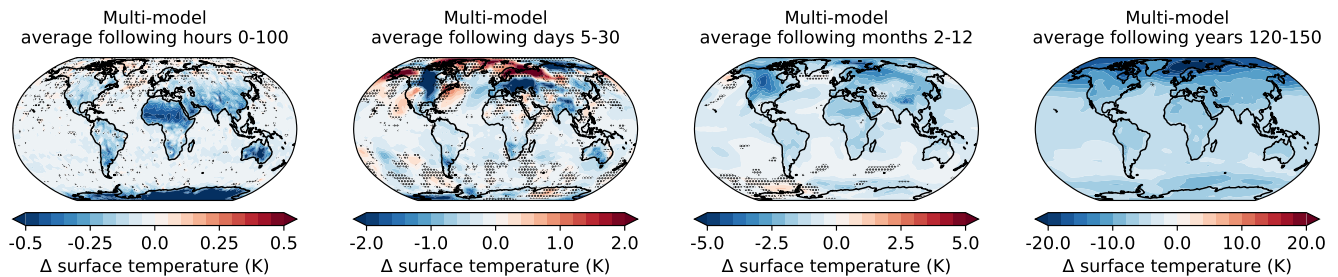 Multi-model
average following hours 0-100
-0.5 -0.25 0.0 0.25 0.5
Δ surface temperature (K)
Multi-model
average following days 5-30
-2.0 -1.0 0.0 1.0 2.0
Δ surface temperature (K)
Multi-model
average following months 2-12
-5.0 -2.5 0.0 2.5 5.0
Δ surface temperature (K)
Multi-model
average following years 120-150
-20.0 -10.0 0.0 10.0 20.0
Δ surface temperature (K)